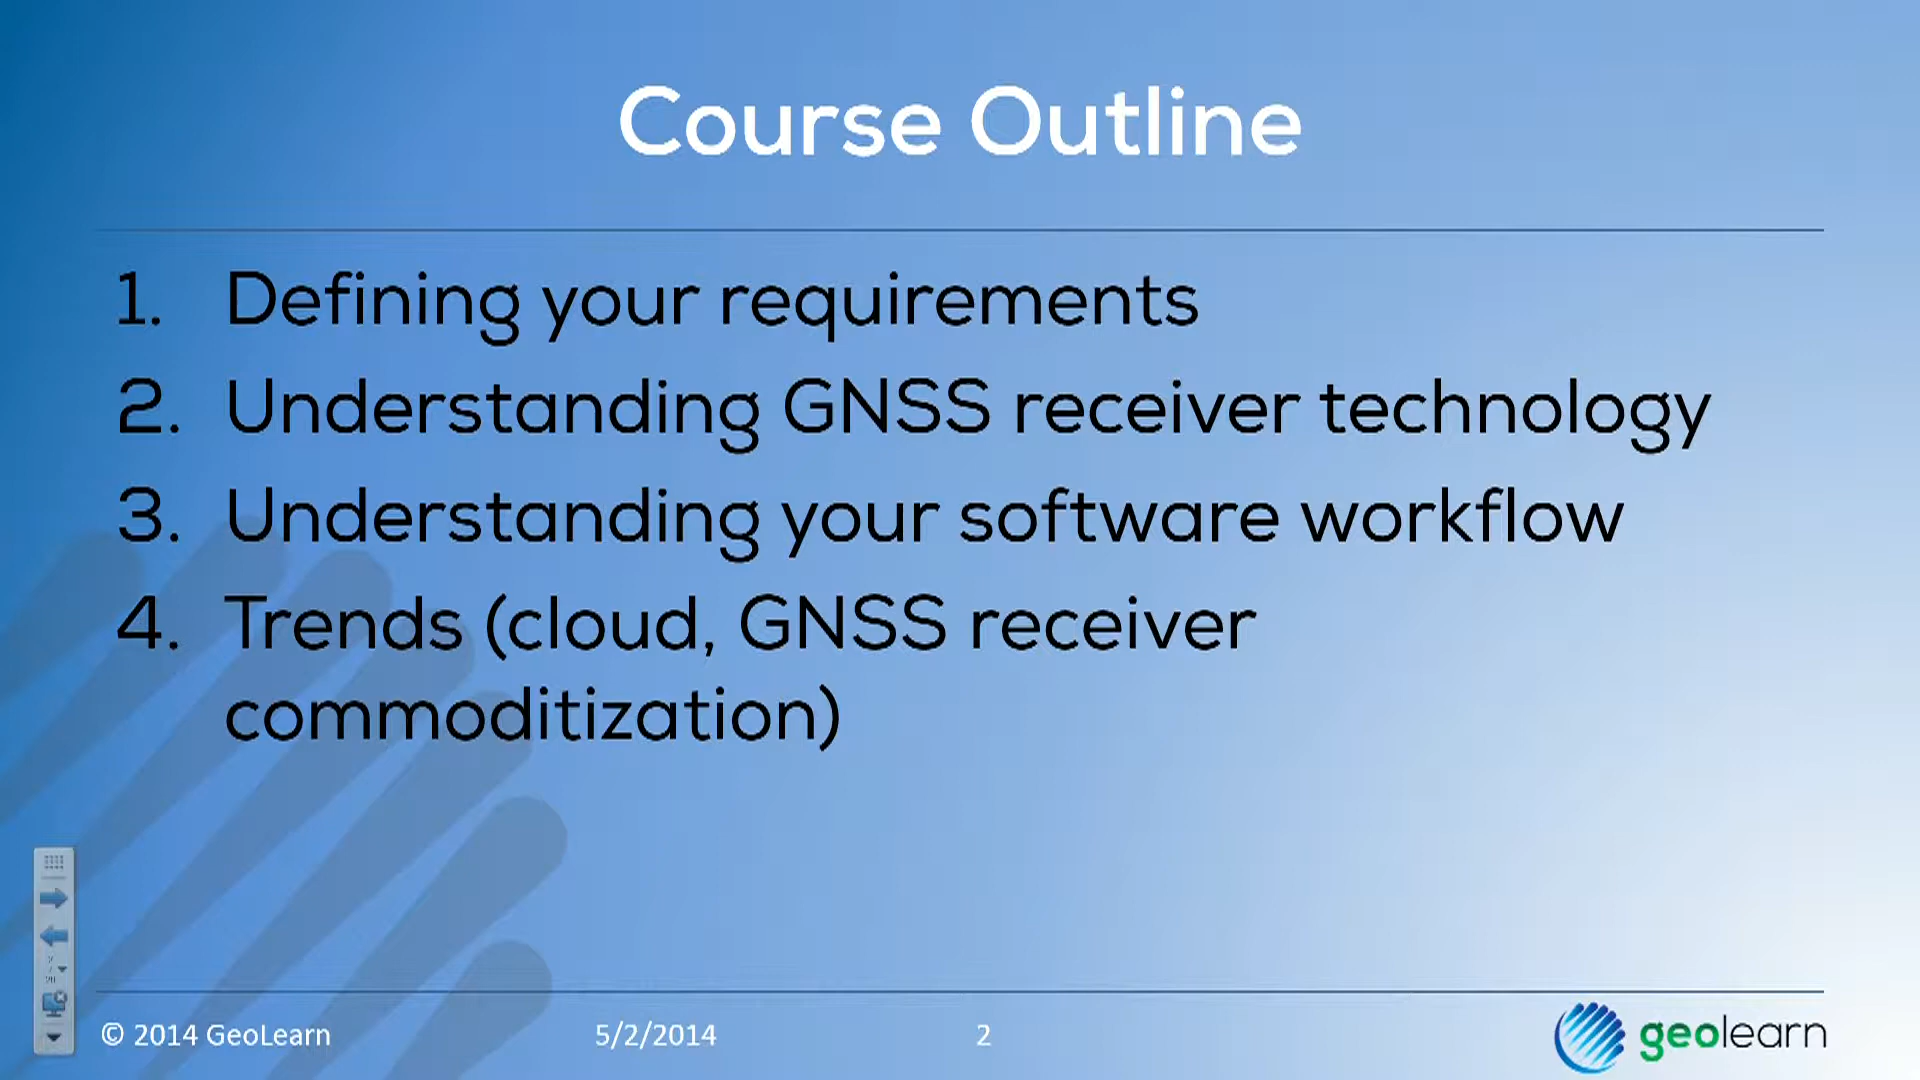 Course Outline
1. Defining your requirements
2. Understanding GNSS receiver technology
3. Understanding your software workflow
4. Trends (cloud, GNSS receiver
commoditization)
© 2014 GeoLearn 5/2/2014 2 geolearn